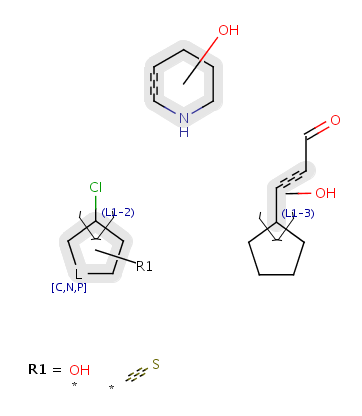 OH
N
H
O
OH
Cl
(L1-2)
(L1-3)
R1
L
[C,N,P]
R1 = OH
S
*
*